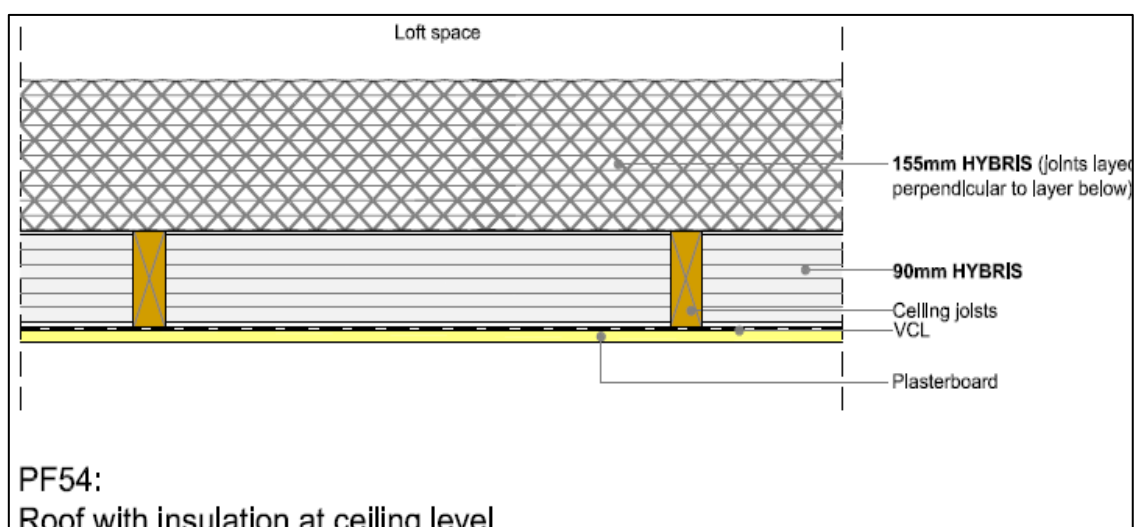 Loft space
155mm HYBRIS (joints layed
perpendicular to layer below)
90mm HYBRIS
Ceiling joists
VCL
Plasterboard
PF54:
Roof with insulation at ceiling level